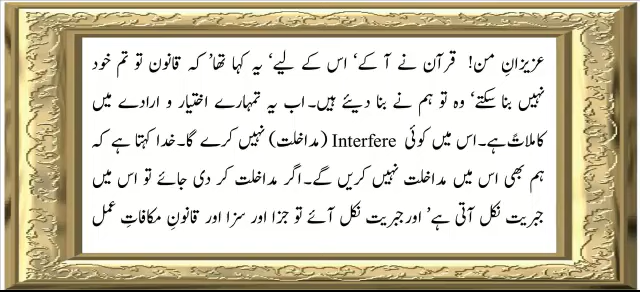 عزیزانِ من! قرآن نے آ کے‘ اس کے لیے‘ یہ کہا تھا‘ کہ قانون تو تم خود
نہیں بنا سکتے‘ وہ تو ہم نے بنا دیئے ہیں۔ اب یہ تمہارے اختیار و ارادے میں
کاملاتً ہے۔ اس میں کوئی Interfere (مداخلت) نہیں کرے گا۔ خدا کہتا ہے کہ
ہم بھی اس میں مداخلت نہیں کریں گے۔ اگر مداخلت کر دی جائے تو اس میں
جبریت نکل آتی ہے‘ اور جبریت نکل آئے تو جزا اور سزا اور قانونِ مکافاتِ عمل